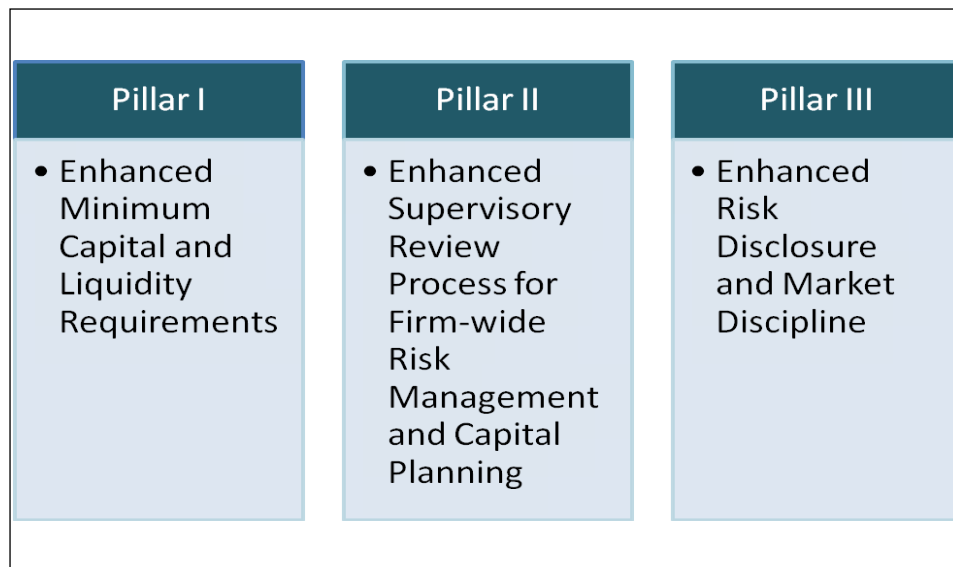 Pillar I
• Enhanced
Minimum
Capital and
Liquidity
Requirements
Pillar II
• Enhanced
Supervisory
Review
Process for
Firm-wide
Risk
Management
and Capital
Planning
Pillar III
• Enhanced
Risk
Disclosure
and Market
Discipline